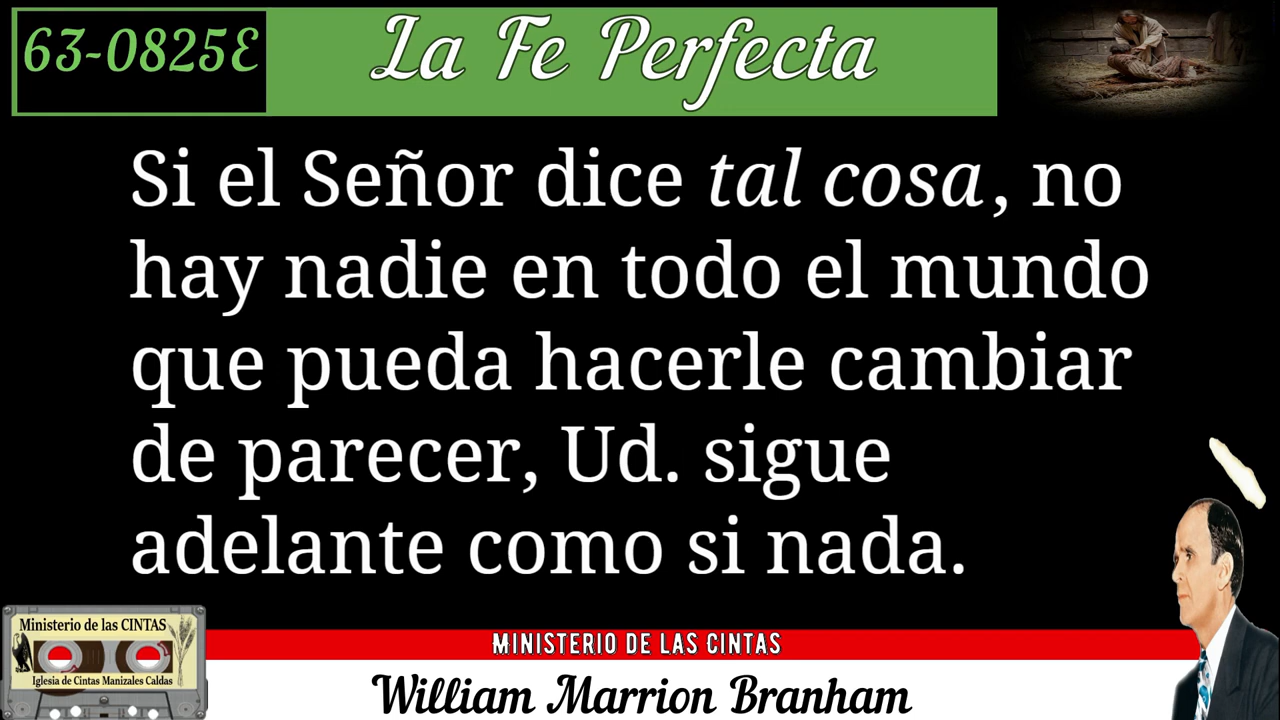 63-0825E
La Fe Perfecta
Si el Señor dice tal cosa, no
hay nadie en todo el mundo
que pueda hacerle cambiar
de parecer, Ud. sigue
adelante como si nada.
Ministerio de las CINTAS
Iglesia de Cintas Manizales Caldas
MINISTERIO DE LAS CINTAS
William Marrion Branham